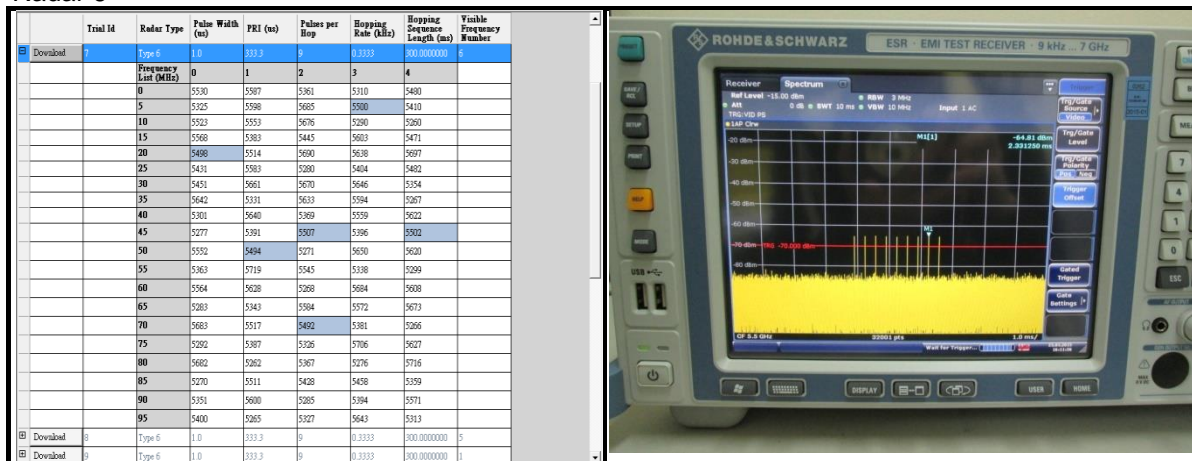 Trial Id Radar Type Pulse Width (us) PRI (us) Pulses per Hop Hopping Rate (kHz) Hopping Sequence Length (ms) Visible Frequency Number
Download 7 Type 6 1.0 333.3 9 0.3333 300.0000000 6
Frequency List (MHz) 0 1 2 3 4
0 5530 5587 5361 5310 5480
5 5325 5598 5685 5500 5410
10 5523 5553 5676 5290 5260
15 5568 5383 5445 5603 5471
20 5498 5514 5690 5638 5697
25 5431 5583 5280 5404 5482
30 5451 5661 5670 5646 5354
35 5642 5331 5633 5594 5267
40 5301 5640 5369 5559 5622
45 5277 5391 5507 5396 5502
50 5552 5494 5271 5650 5620
55 5363 5719 5545 5338 5299
60 5564 5628 5268 5684 5608
65 5283 5343 5584 5572 5673
70 5683 5517 5492 5381 5266
75 5292 5387 5326 5706 5627
80 5682 5262 5367 5276 5716
85 5270 5511 5428 5458 5359
90 5351 5600 5285 5394 5571
95 5400 5265 5327 5643 5313
Download 8 Type 6 1.0 333.3 9 0.3333 300.0000000 5
Download 9 Type 6 1.0 333.3 9 0.3333 300.0000000 1
ROHDE&SCHWARZ ESR · EMI TEST RECEIVER · 9 kHz ... 7 GHz
Receiver Spectrum
Ref Level -15.00 dBm RBW 3 MHz
Att 0 dB SWT 10 ms VBW 10 MHz Input 1 AC
TRG:VID PS
1AP Clrw
M1[1] -64.81 dBm
2.331250 ms
-20 dBm
-30 dBm
-40 dBm
-50 dBm
-60 dBm
M1
-70 dBm TRG -70.000 dBm
-80 dBm
CF 5.5 GHz 32001 pts 1.0 ms/
Wait for Trigger...
Trigger
Trg/Gate Source
Video
Trg/Gate Level
Trg/Gate Polarity
Pos Neg
Trigger Offset
Gated Trigger
Gate Settings
PRESET
SETUP
PRINT
HELP
MODE
USB
DISPLAY
USER
HOME
7
4
1
0
ESC